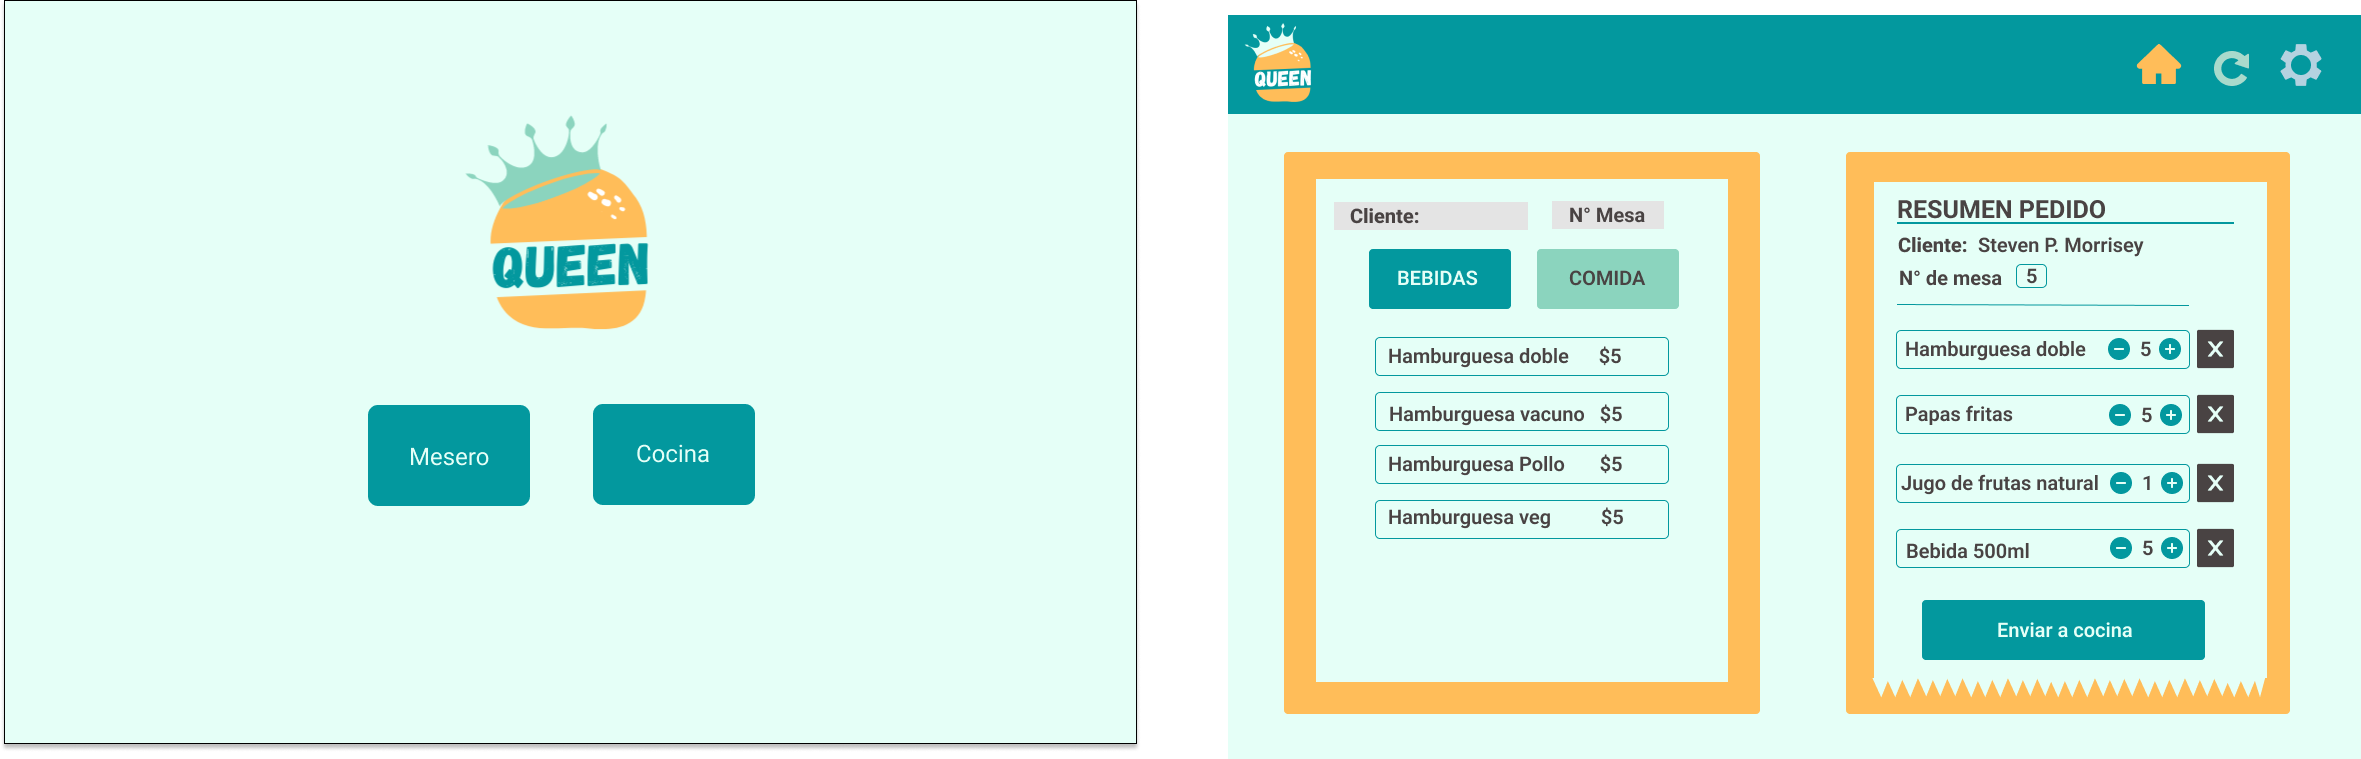 QUEEN
Mesero
Cocina
QUEEN
Cliente:
N° Mesa
BEBIDAS
COMIDA
Hamburguesa doble $5
Hamburguesa vacuno $5
Hamburguesa Pollo $5
Hamburguesa veg $5
RESUMEN PEDIDO
Cliente: Steven P. Morrisey
N° de mesa 5
Hamburguesa doble − 5 + X
Papas fritas − 5 + X
Jugo de frutas natural − 1 + X
Bebida 500ml − 5 + X
Enviar a cocina